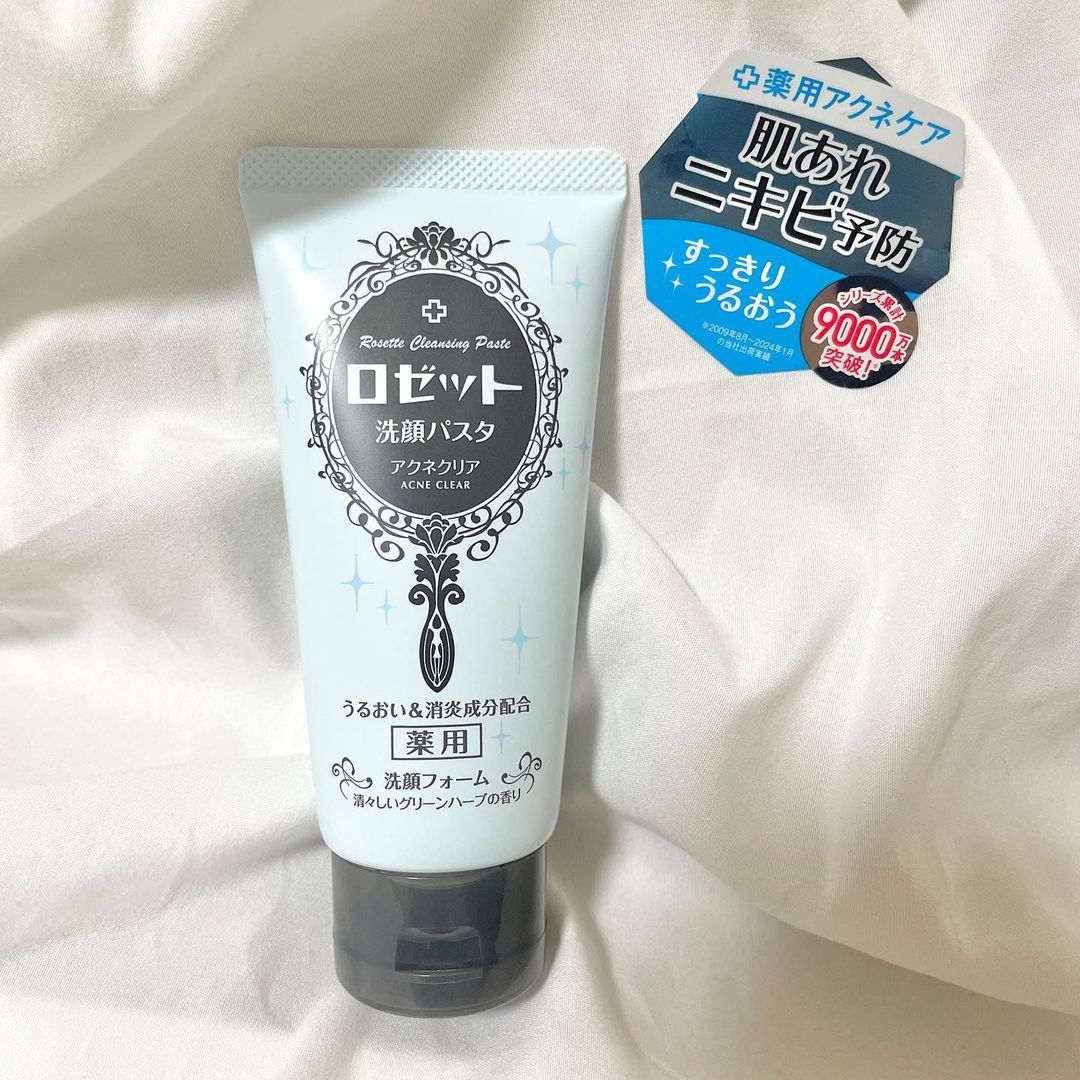 Rosette Cleansing Paste
ロゼット
洗顔パスタ
アクネクリア
ACNE CLEAR
うるおい&消炎成分配合
薬用
洗顔フォーム
清々しいグリーンハーブの香り
薬用アクネケア
肌あれ
ニキビ予防
すっきり
うるおう
シリーズ累計
9000万本
突破!※
※2009年8月~2024年1月
の当社出荷実績